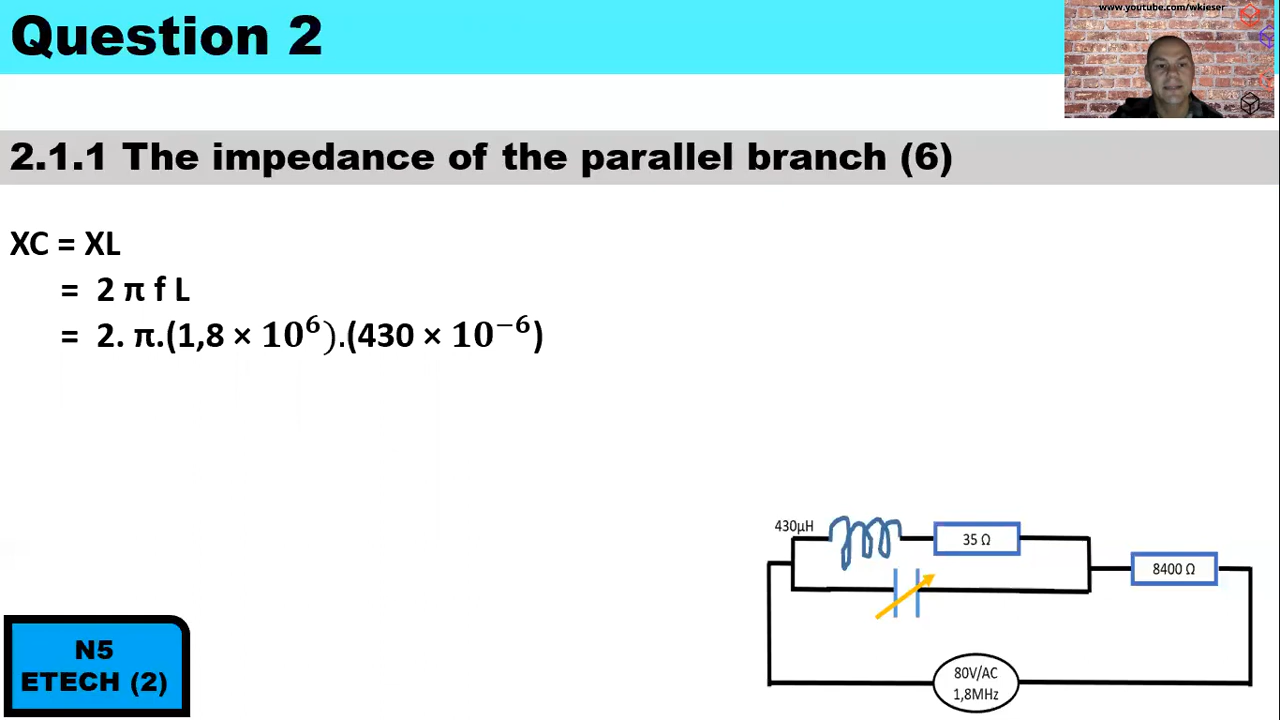 www.youtube.com/wkieser
Question 2
2.1.1 The impedance of the parallel branch (6)
XC = XL
= 2 π f L
= 2. π.(1,8 × 10⁶).(430 × 10⁻⁶)
430μH
35 Ω
8400 Ω
80V/AC
1,8MHz
N5
ETECH (2)